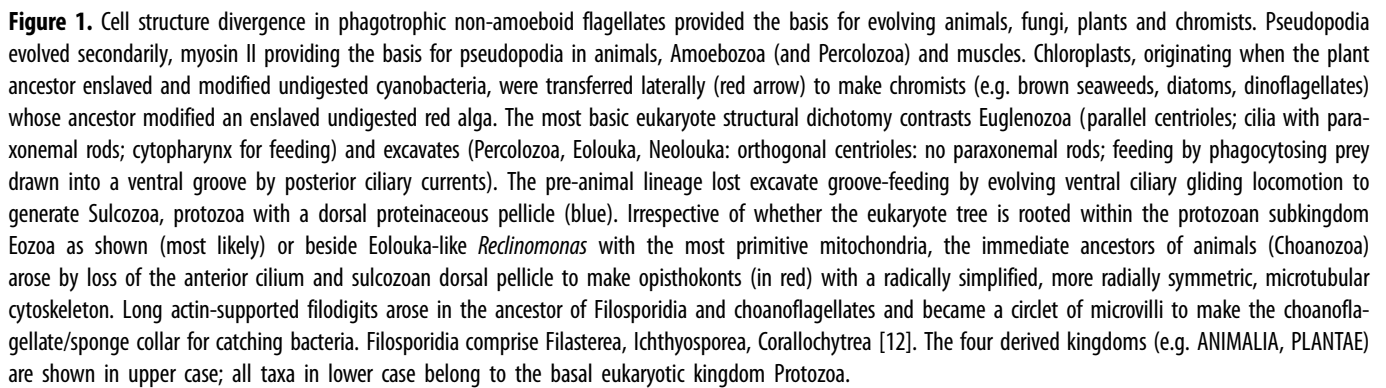 Figure 1. Cell structure divergence in phagotrophic non-amoeboid flagellates provided the basis for evolving animals, fungi, plants and chromists. Pseudopodia
evolved secondarily, myosin II providing the basis for pseudopodia in animals, Amoebozoa (and Percolozoa) and muscles. Chloroplasts, originating when the plant
ancestor enslaved and modified undigested cyanobacteria, were transferred laterally (red arrow) to make chromists (e.g. brown seaweeds, diatoms, dinoflagellates)
whose ancestor modified an enslaved undigested red alga. The most basic eukaryote structural dichotomy contrasts Euglenozoa (parallel centrioles; cilia with para-
xonemal rods; cytopharynx for feeding) and excavates (Percolozoa, Eolouka, Neolouka: orthogonal centrioles: no paraxonemal rods; feeding by phagocytosing prey
drawn into a ventral groove by posterior ciliary currents). The pre-animal lineage lost excavate groove-feeding by evolving ventral ciliary gliding locomotion to
generate Sulcozoa, protozoa with a dorsal proteinaceous pellicle (blue). Irrespective of whether the eukaryote tree is rooted within the protozoan subkingdom
Eozoa as shown (most likely) or beside Eolouka-like Reclinomonas with the most primitive mitochondria, the immediate ancestors of animals (Choanozoa)
arose by loss of the anterior cilium and sulcozoan dorsal pellicle to make opisthokonts (in red) with a radically simplified, more radially symmetric, microtubular
cytoskeleton. Long actin-supported filodigits arose in the ancestor of Filosporidia and choanoflagellates and became a circlet of microvilli to make the choanofla-
gellate/sponge collar for catching bacteria. Filosporidia comprise Filasterea, Ichthyosporea, Corallochytrea [12]. The four derived kingdoms (e.g. ANIMALIA, PLANTAE)
are shown in upper case; all taxa in lower case belong to the basal eukaryotic kingdom Protozoa.